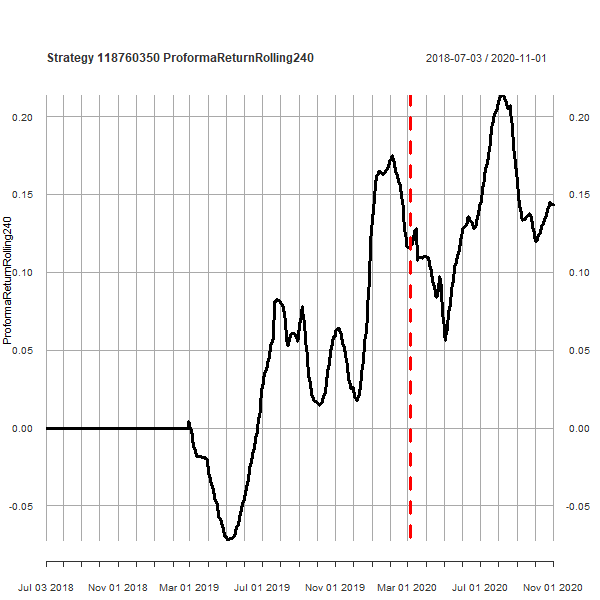 Strategy 118760350 ProformaReturnRolling240
2018-07-03 / 2020-11-01
0.20
0.20
0.15
0.15
0.10
0.10
0.05
0.05
0.00
0.00
-0.05
-0.05
ProformaReturnRolling240
Jul 03 2018
Nov 01 2018
Mar 01 2019
Jul 01 2019
Nov 01 2019
Mar 01 2020
Jul 01 2020
Nov 01 2020